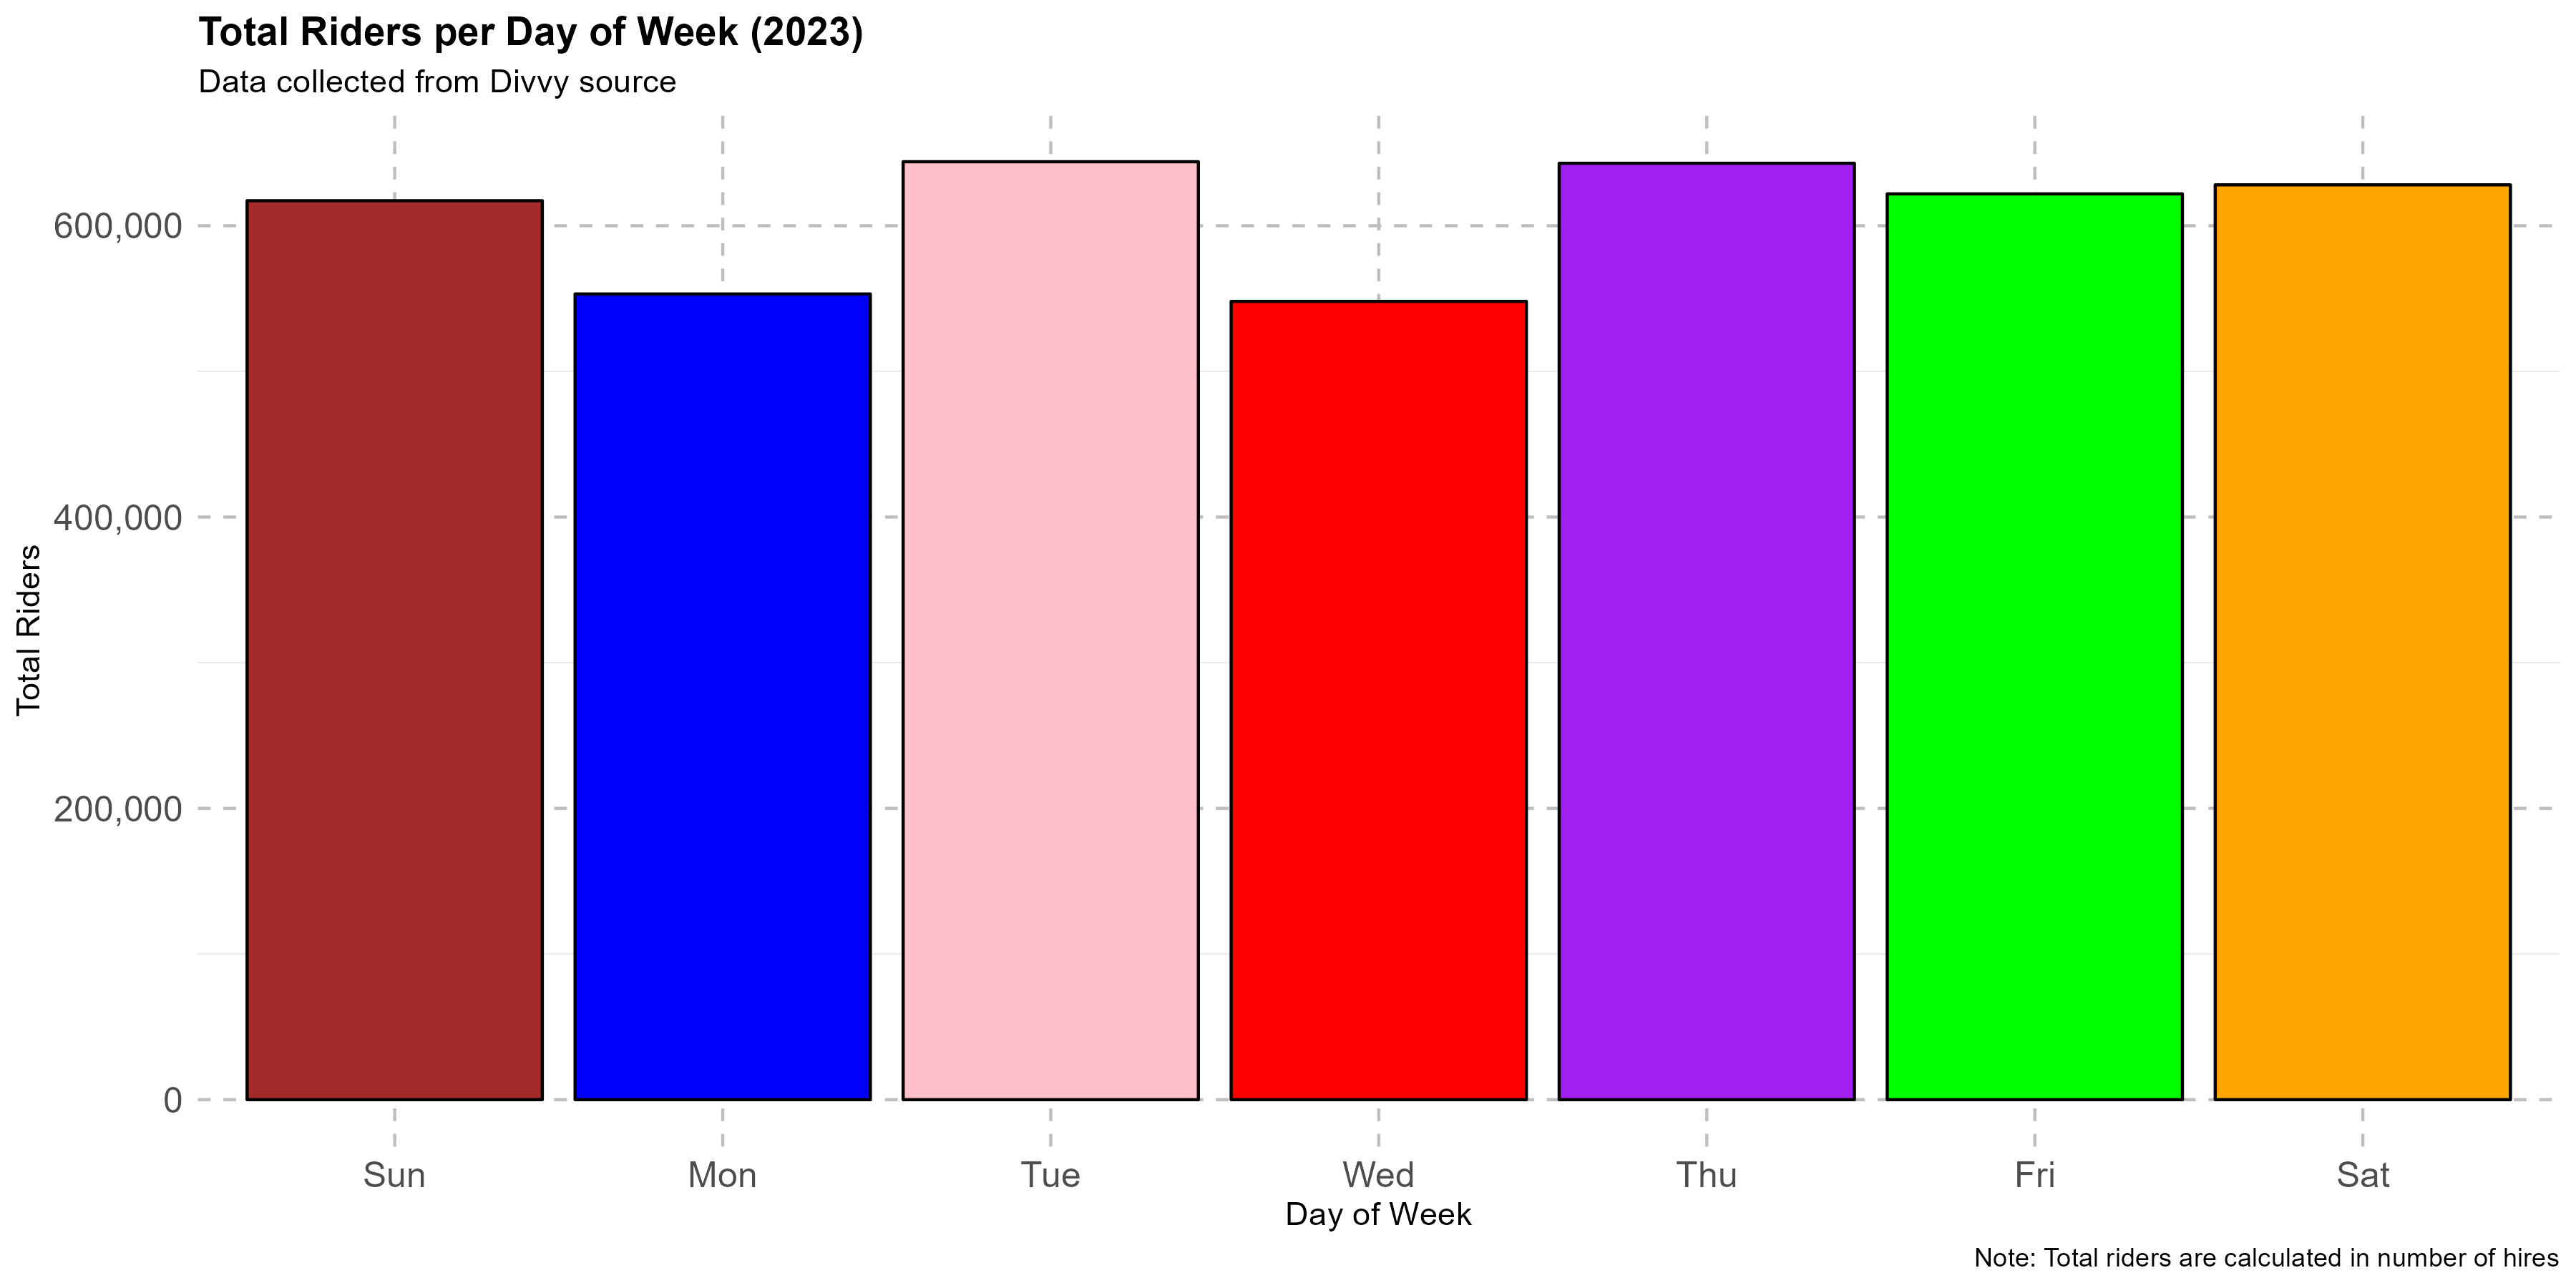 Total Riders per Day of Week (2023)
Data collected from Divvy source
600,000
400,000
200,000
0
Total Riders
Sun Mon Tue Wed Thu Fri Sat
Day of Week
Note: Total riders are calculated in number of hires